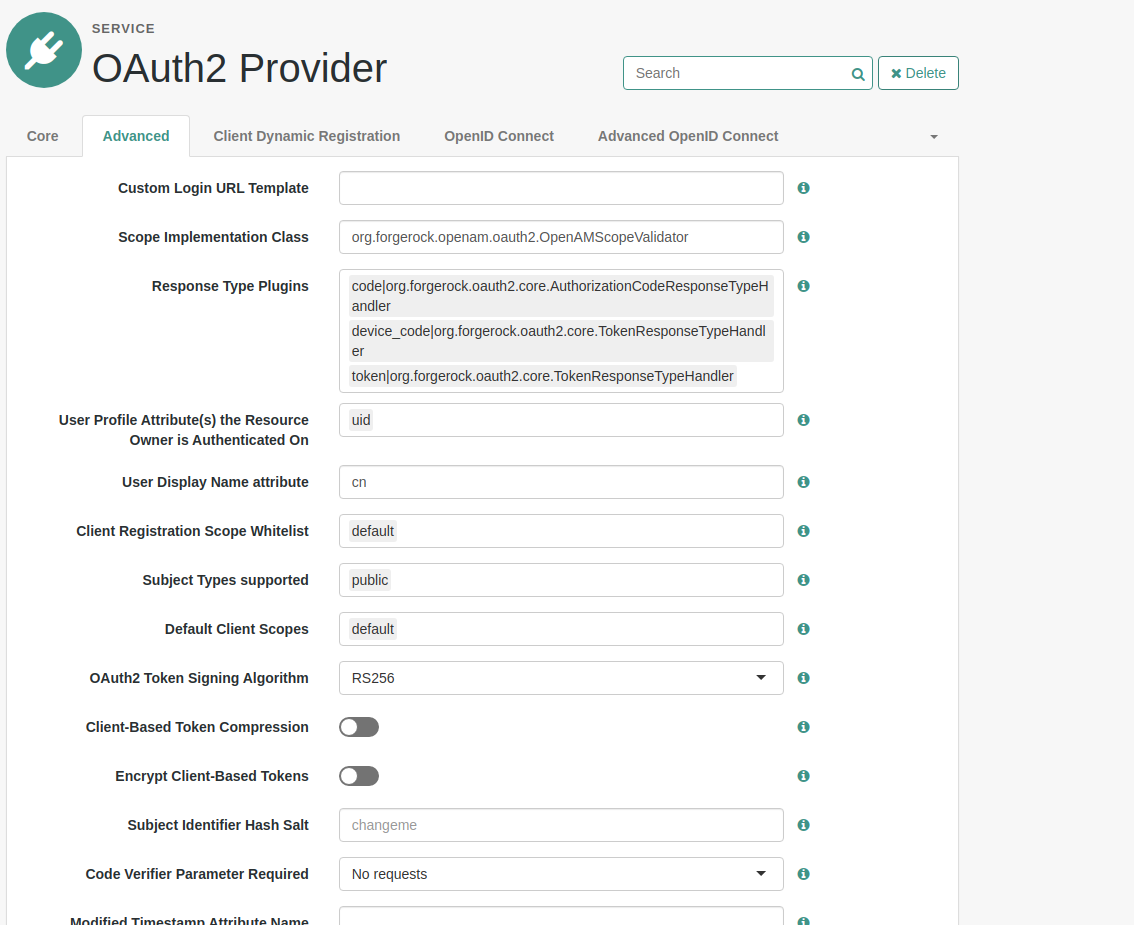 SERVICE
OAuth2 Provider
Search
Delete
Core
Advanced
Client Dynamic Registration
OpenID Connect
Advanced OpenID Connect
Custom Login URL Template
Scope Implementation Class
org.forgerock.openam.oauth2.OpenAMScopeValidator
Response Type Plugins
code|org.forgerock.oauth2.core.AuthorizationCodeResponseTypeH
andler
device_code|org.forgerock.oauth2.core.TokenResponseTypeHandl
er
token|org.forgerock.oauth2.core.TokenResponseTypeHandler
User Profile Attribute(s) the Resource
Owner is Authenticated On
uid
User Display Name attribute
cn
Client Registration Scope Whitelist
default
Subject Types supported
public
Default Client Scopes
default
OAuth2 Token Signing Algorithm
RS256
Client-Based Token Compression
Encrypt Client-Based Tokens
Subject Identifier Hash Salt
changeme
Code Verifier Parameter Required
No requests
Modified Timestamp Attribute Name